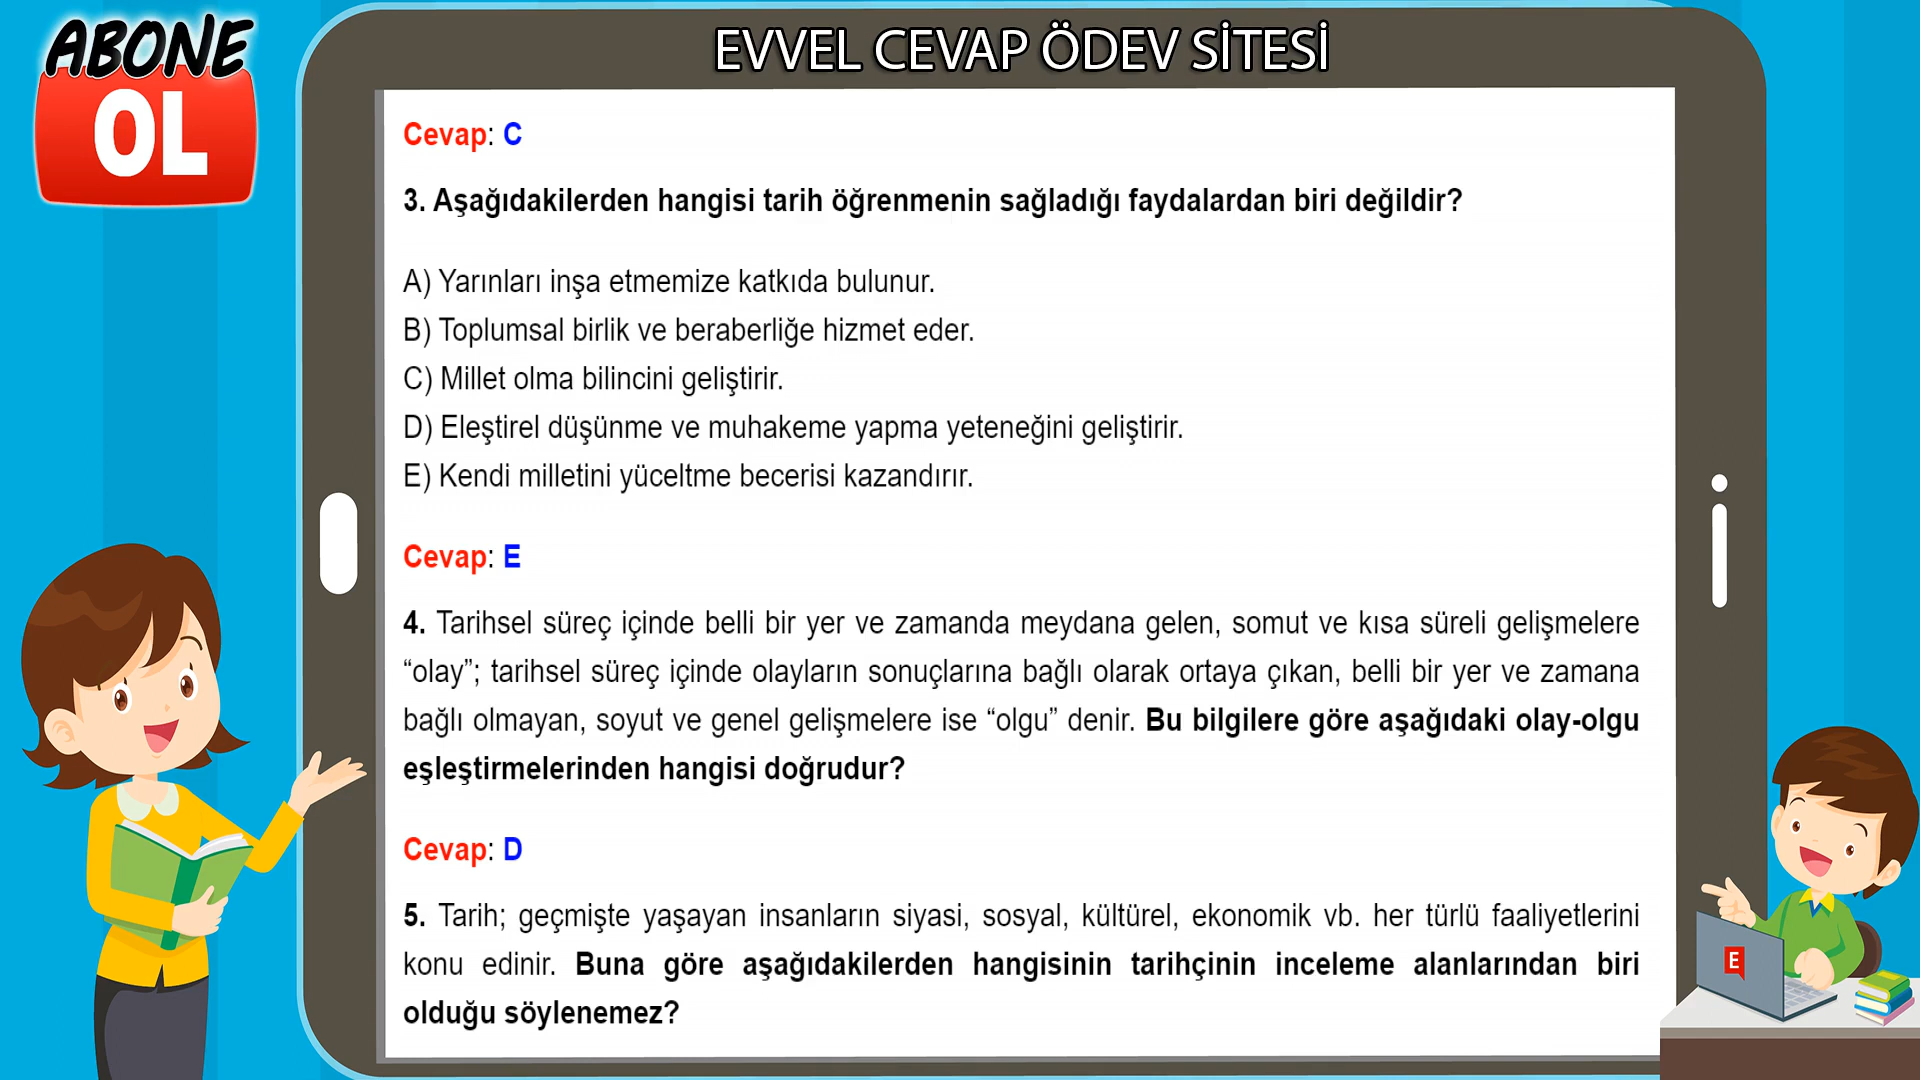 ABONE
OL
EVVEL CEVAP ÖDEV SİTESİ
Cevap: C
3. Aşağıdakilerden hangisi tarih öğrenmenin sağladığı faydalardan biri değildir?
A) Yarınları inşa etmemize katkıda bulunur.
B) Toplumsal birlik ve beraberliğe hizmet eder.
C) Millet olma bilincini geliştirir.
D) Eleştirel düşünme ve muhakeme yapma yeteneğini geliştirir.
E) Kendi milletini yüceltme becerisi kazandırır.
Cevap: E
4. Tarihsel süreç içinde belli bir yer ve zamanda meydana gelen, somut ve kısa süreli gelişmelere
“olay”; tarihsel süreç içinde olayların sonuçlarına bağlı olarak ortaya çıkan, belli bir yer ve zamana
bağlı olmayan, soyut ve genel gelişmelere ise “olgu” denir. Bu bilgilere göre aşağıdaki olay-olgu
eşleştirmelerinden hangisi doğrudur?
Cevap: D
5. Tarih; geçmişte yaşayan insanların siyasi, sosyal, kültürel, ekonomik vb. her türlü faaliyetlerini
konu edinir. Buna göre aşağıdakilerden hangisinin tarihçinin inceleme alanlarından biri
olduğu söylenemez?
E